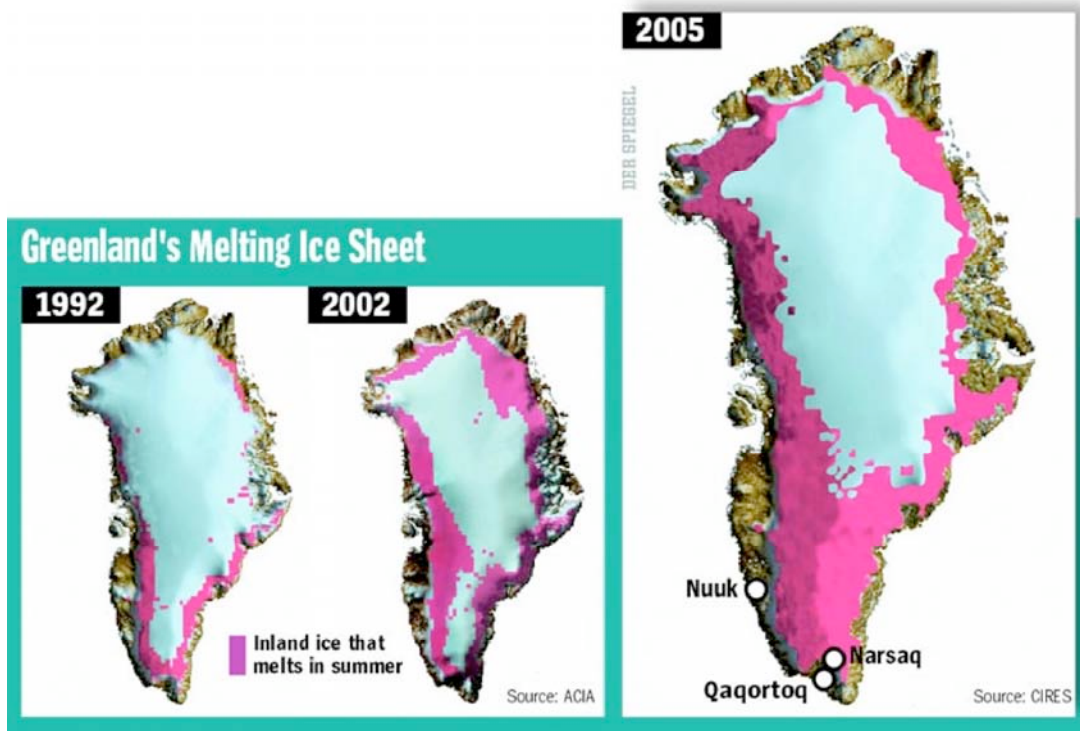 2005
DER SPIEGEL
Greenland's Melting Ice Sheet
1992
2002
Inland ice that
melts in summer
Source: ACIA
Nuuk
Narsaq
Qaqortoq
Source: CIRES